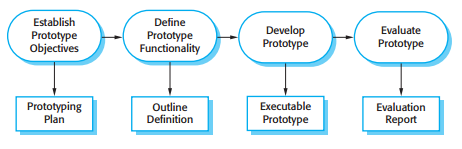 Establish
Prototype
Objectives
Define
Prototype
Functionality
Develop
Prototype
Evaluate
Prototype
Prototyping
Plan
Outline
Definition
Executable
Prototype
Evaluation
Report